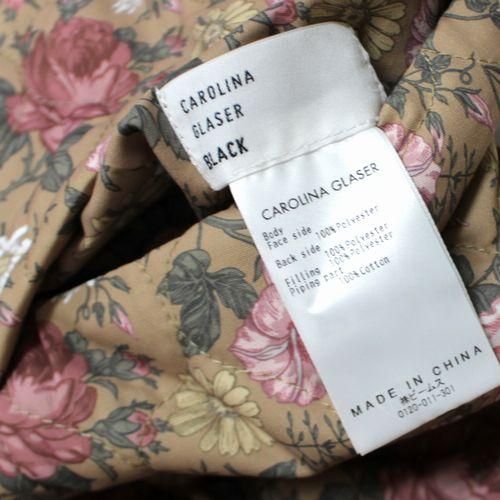 CAROLINA
GLASER
BLACK
CAROLINA GLASER
Body
Face side 100%Polyester
Back side 100%Polyester
Filling 100%Polyester
Piping Part 100%Cotton
MADE IN CHINA
㈱ビームス
0120-011-301